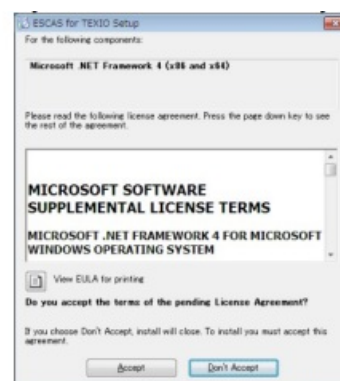 ESCAS for TEXIO Setup
For the following components:
Microsoft .NET Framework 4 (x86 and x64)
Please read the following license agreement. Press the page down key to see
the rest of the agreement.
MICROSOFT SOFTWARE
SUPPLEMENTAL LICENSE TERMS
MICROSOFT .NET FRAMEWORK 4 FOR MICROSOFT
WINDOWS OPERATING SYSTEM
View EULA for printing
Do you accept the terms of the pending License Agreement?
If you choose Don't Accept, install will close. To install you must accept this
agreement.
Accept
Don't Accept